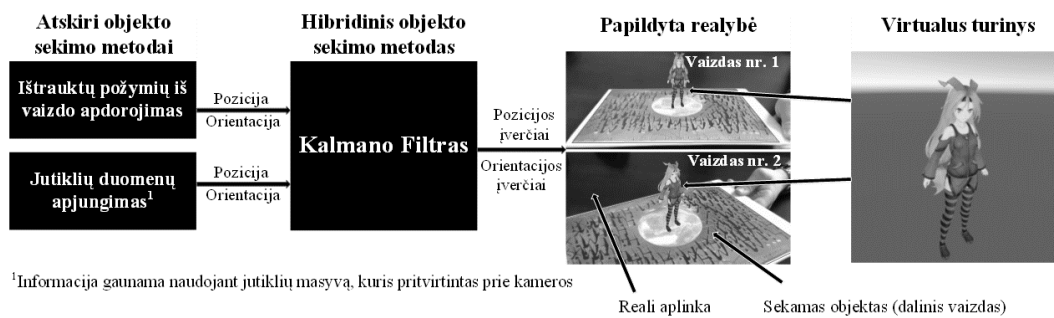 Atskiri objekto
sekimo metodai
Ištrauktų požymių iš
vaizdo apdorojimas
Jutiklių duomenų
apjungimas¹
Pozicija
Orientacija
Pozicija
Orientacija
Hibridinis objekto
sekimo metodas
Kalmano Filtras
Pozicijos
įverčiai
Orientacijos
įverčiai
Papildyta realybė
Vaizdas nr. 1
Vaizdas nr. 2
Virtualus turinys
¹Informacija gaunama naudojant jutiklių masyvą, kuris pritvirtintas prie kameros
Reali aplinka
Sekamas objektas (dalinis vaizdas)